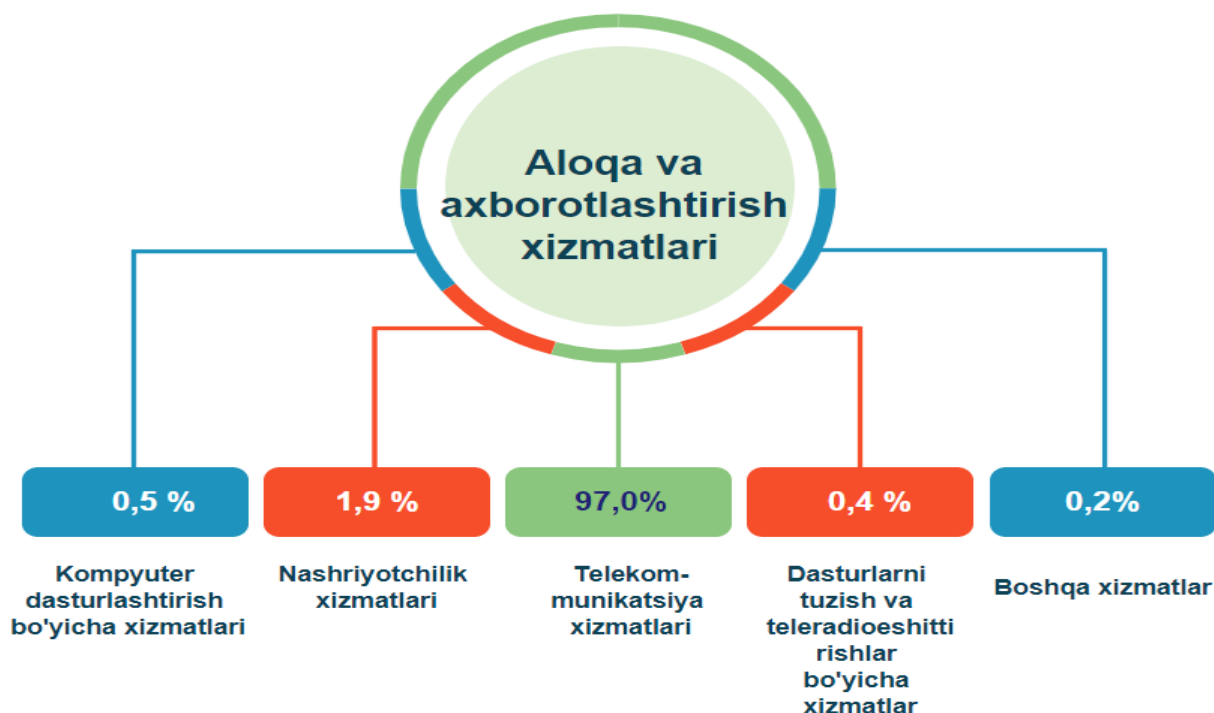 Aloqa va
axborotlashtirish
xizmatlari
0,5 %
1,9 %
97,0%
0,4 %
0,2%
Kompyuter
dasturlashtirish
bo'yicha xizmatlari
Nashriyotchilik
xizmatlari
Telekom-
munikatsiya
xizmatlari
Dasturlarni
tuzish va
teleradioeshitti
rishlar
bo'yicha
xizmatlar
Boshqa xizmatlar